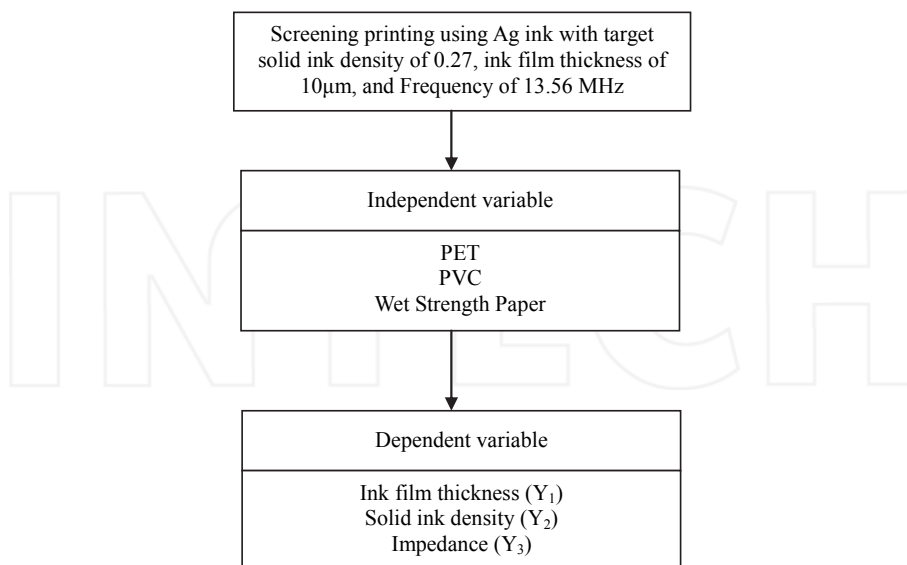 Screening printing using Ag ink with target
solid ink density of 0.27, ink film thickness of
10µm, and Frequency of 13.56 MHz
Independent variable
PET
PVC
Wet Strength Paper
INTECH
Dependent variable
Ink film thickness (Y₁)
Solid ink density (Y₂)
Impedance (Y₃)